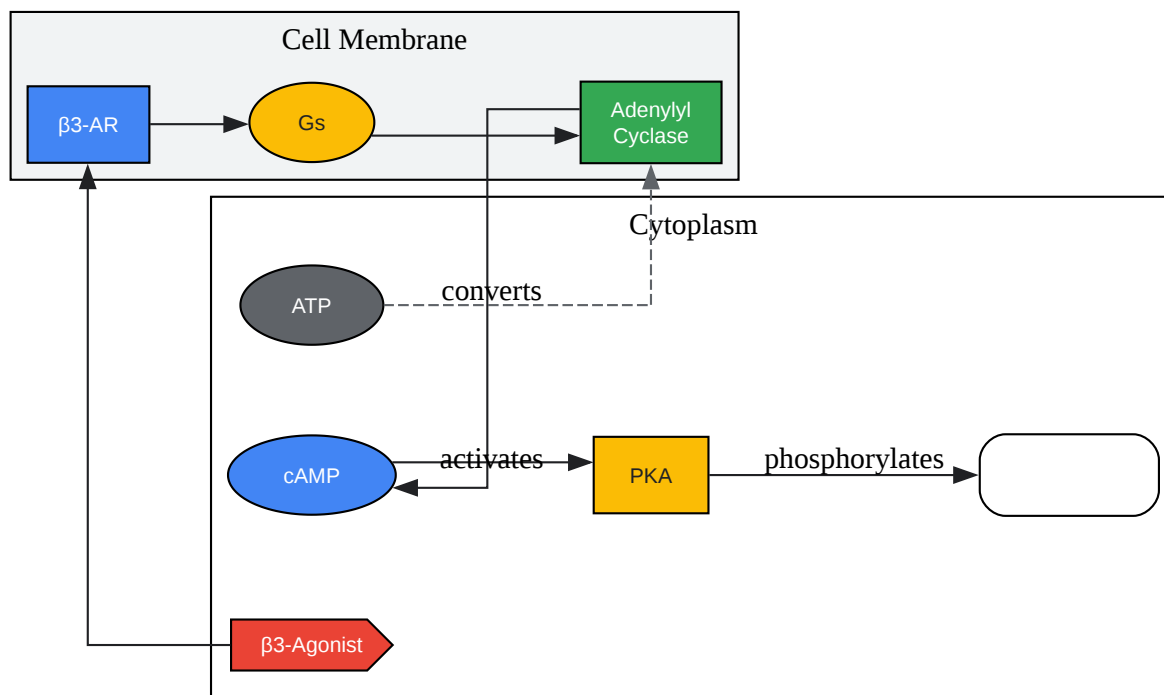 Cell Membrane
β3-AR
Gs
Adenylyl
Cyclase
Cytoplasm
ATP
converts
cAMP
activates
PKA
phosphorylates
β3-Agonist